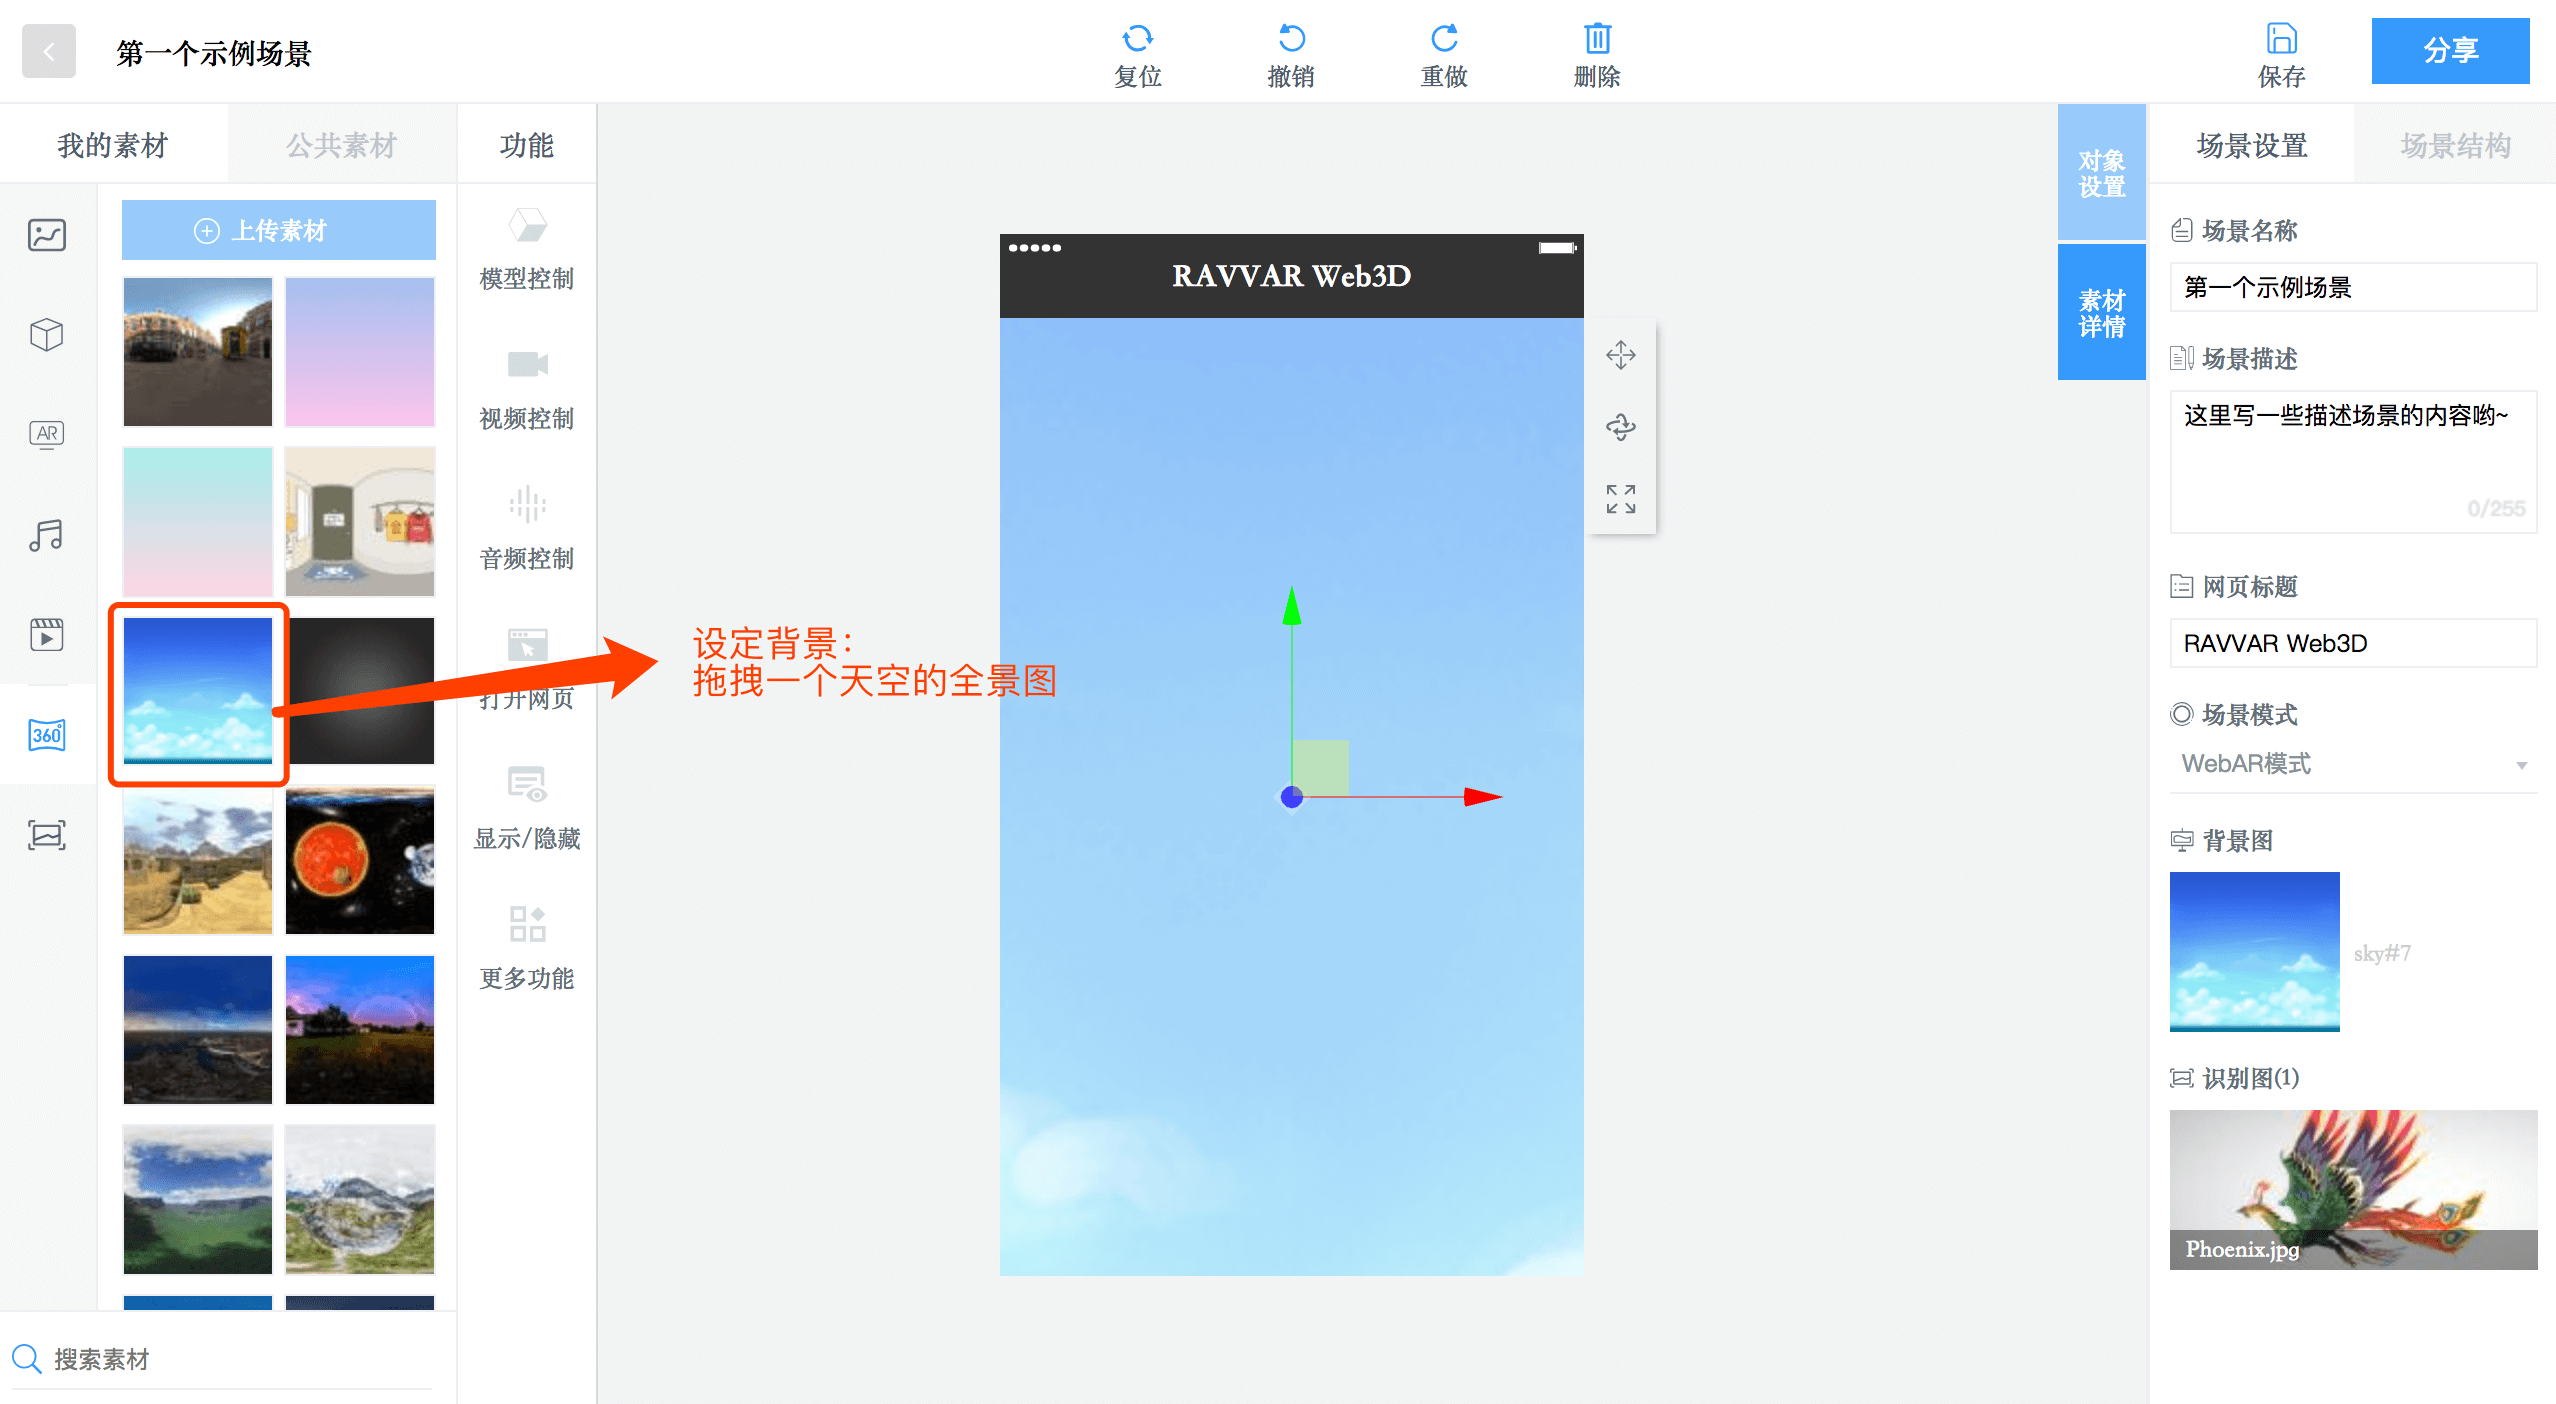 第一个示例场景
复位
撤销
重做
删除
保存
分享
我的素材
公共素材
功能
上传素材
AR
360
搜索素材
模型控制
视频控制
音频控制
打开网页
显示/隐藏
更多功能
设定背景：
拖拽一个天空的全景图
RAVVAR Web3D
对象
设置
素材
详情
场景设置
场景结构
场景名称
第一个示例场景
场景描述
这里写一些描述场景的内容哟~
0/255
网页标题
RAVVAR Web3D
场景模式
WebAR模式
背景图
sky#7
识别图(1)
Phoenix.jpg